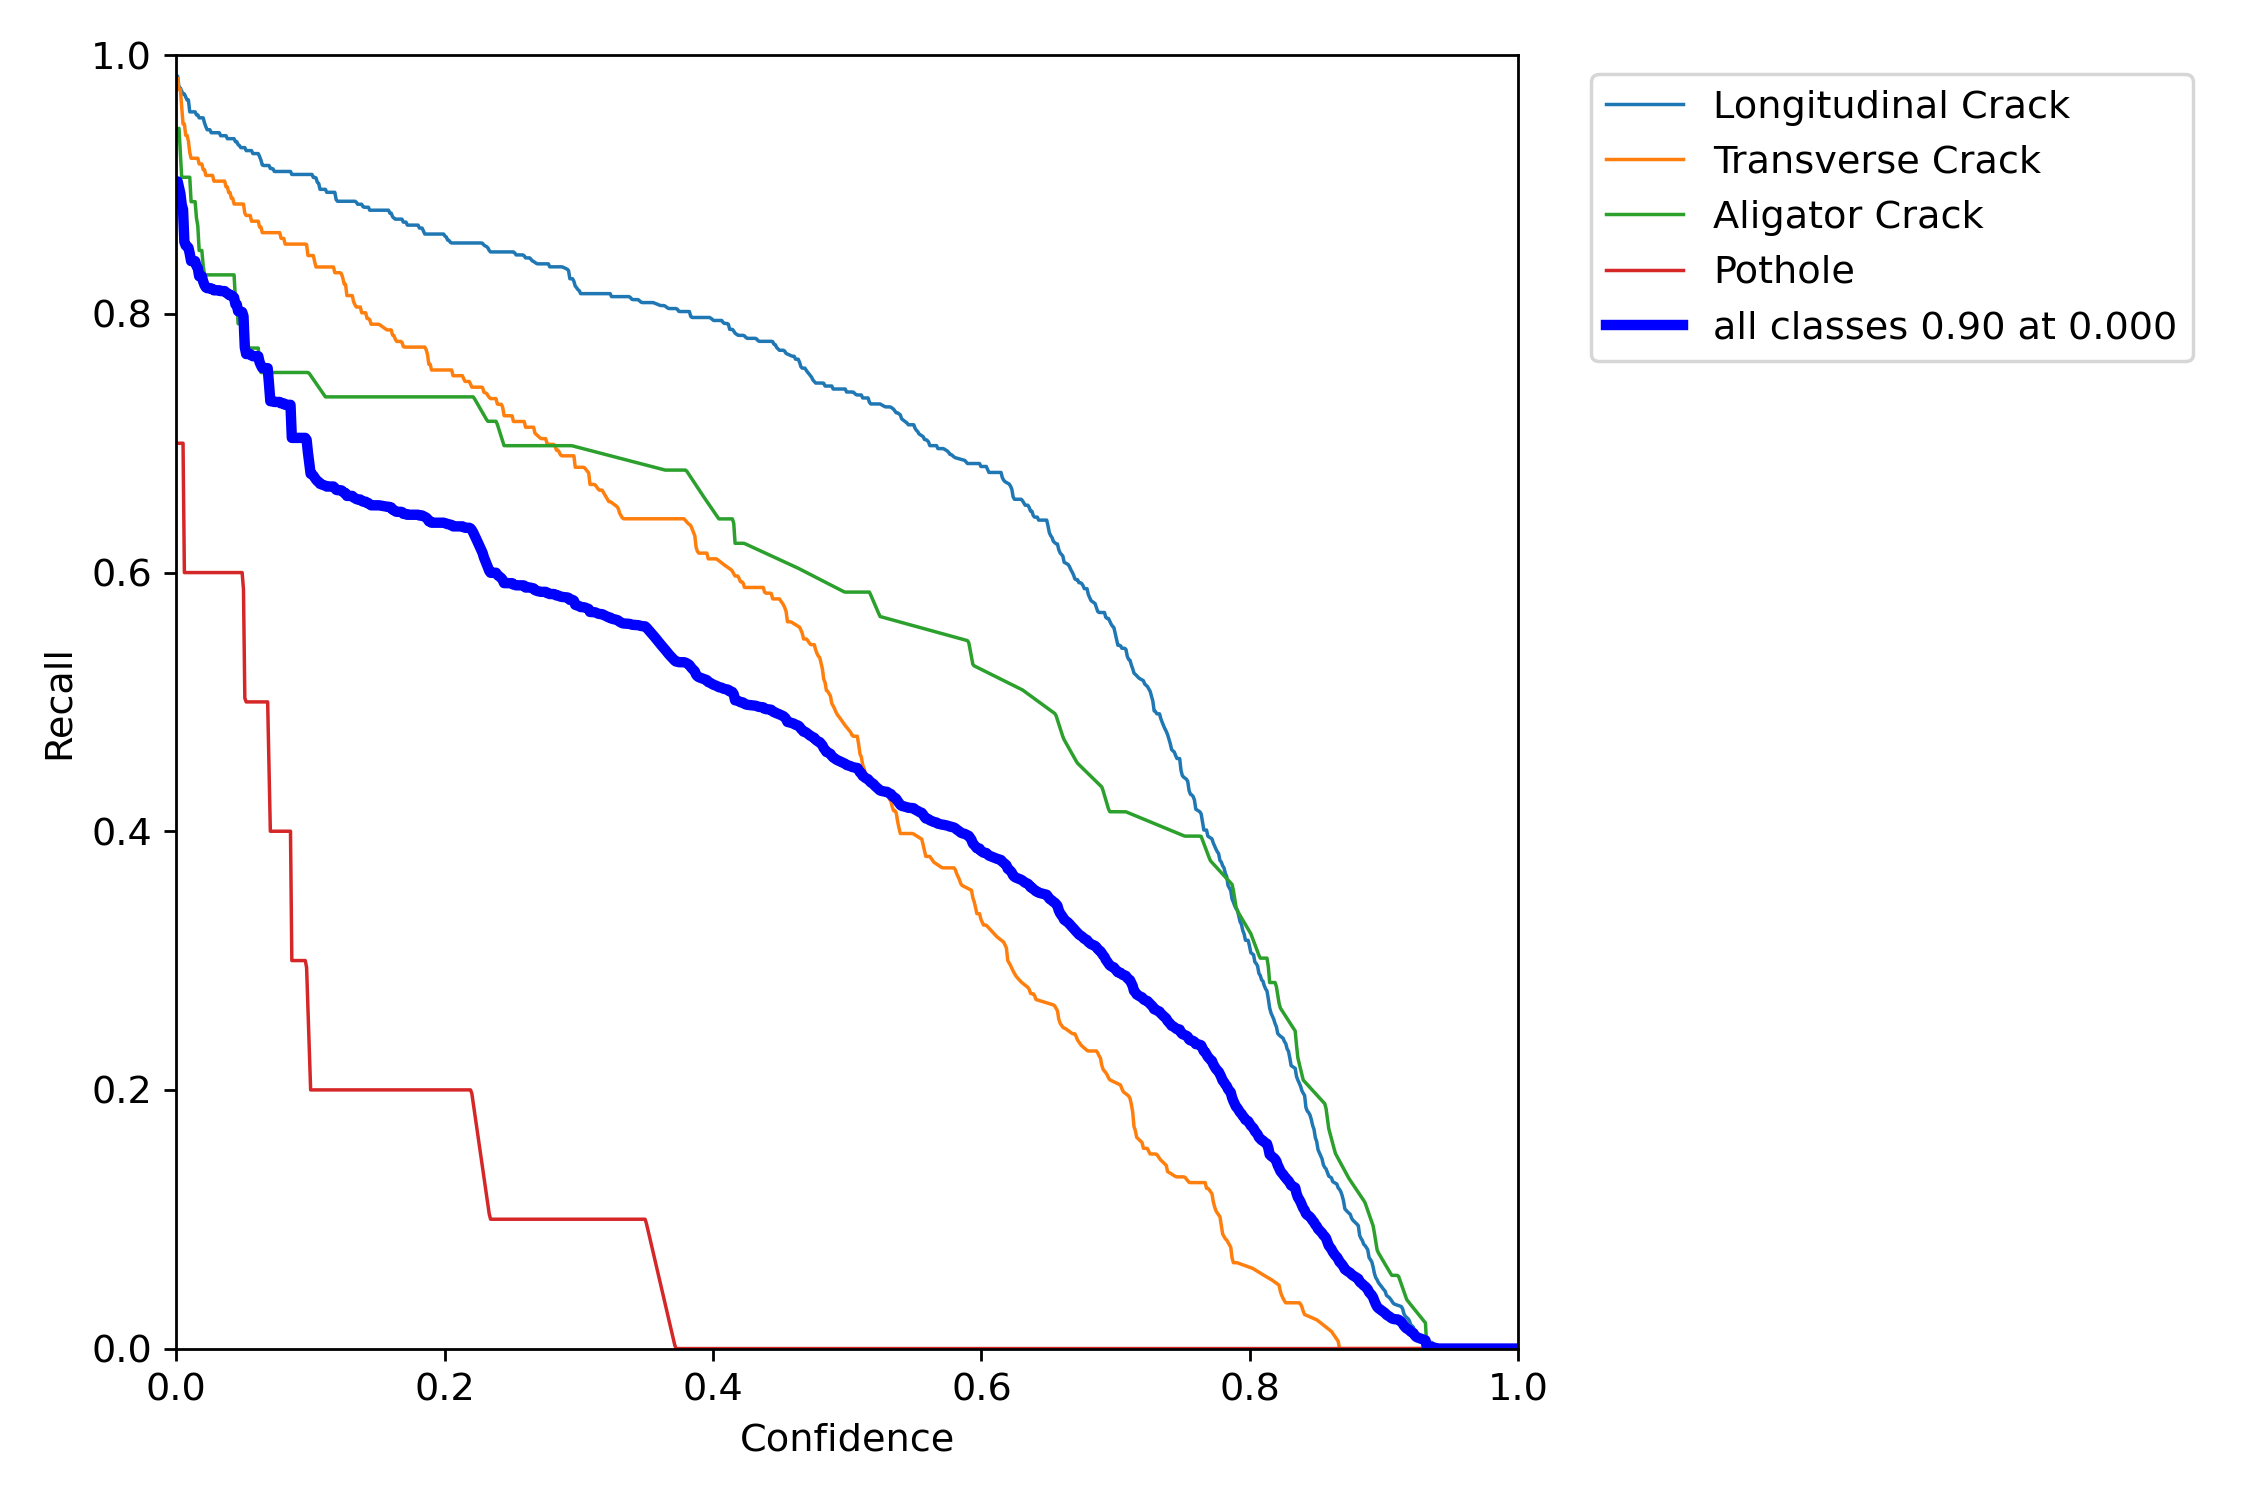 1.0
0.8
0.6
0.4
0.2
0.0
Recall
0.0 0.2 0.4 0.6 0.8 1.0
Confidence
Longitudinal Crack
Transverse Crack
Aligator Crack
Pothole
all classes 0.90 at 0.000